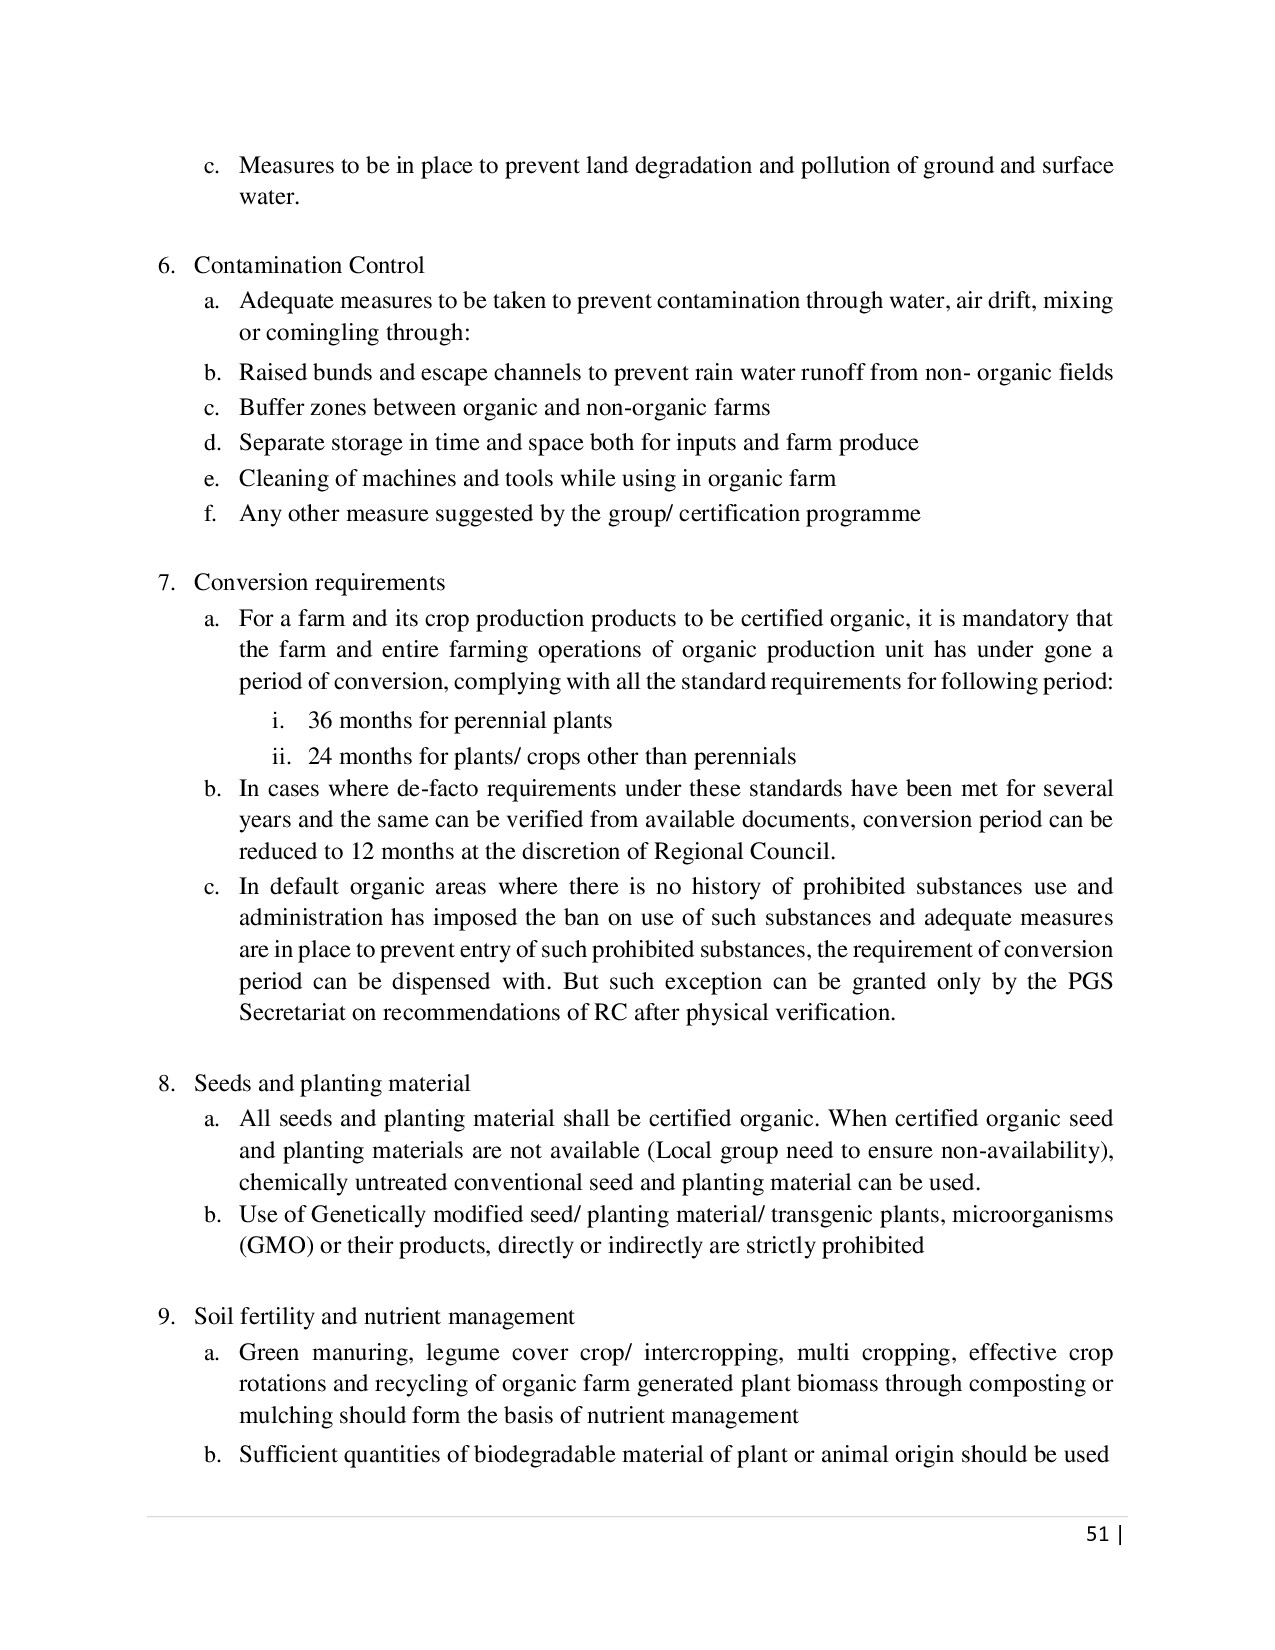 c. Measures to be in place to prevent land degradation and pollution of ground and surface
water.
6. Contamination Control
a. Adequate measures to be taken to prevent contamination through water, air drift, mixing
or comingling through:
b. Raised bunds and escape channels to prevent rain water runoff from non- organic fields
c. Buffer zones between organic and non-organic farms
d. Separate storage in time and space both for inputs and farm produce
e. Cleaning of machines and tools while using in organic farm
f. Any other measure suggested by the group/ certification programme
7. Conversion requirements
a. For a farm and its crop production products to be certified organic, it is mandatory that
the farm and entire farming operations of organic production unit has under gone a
period of conversion, complying with all the standard requirements for following period:
i. 36 months for perennial plants
ii. 24 months for plants/ crops other than perennials
b. In cases where de-facto requirements under these standards have been met for several
years and the same can be verified from available documents, conversion period can be
reduced to 12 months at the discretion of Regional Council.
c. In default organic areas where there is no history of prohibited substances use and
administration has imposed the ban on use of such substances and adequate measures
are in place to prevent entry of such prohibited substances, the requirement of conversion
period can be dispensed with. But such exception can be granted only by the PGS
Secretariat on recommendations of RC after physical verification.
8. Seeds and planting material
a. All seeds and planting material shall be certified organic. When certified organic seed
and planting materials are not available (Local group need to ensure non-availability),
chemically untreated conventional seed and planting material can be used.
b. Use of Genetically modified seed/ planting material/ transgenic plants, microorganisms
(GMO) or their products, directly or indirectly are strictly prohibited
9. Soil fertility and nutrient management
a. Green manuring, legume cover crop/ intercropping, multi cropping, effective crop
rotations and recycling of organic farm generated plant biomass through composting or
mulching should form the basis of nutrient management
b. Sufficient quantities of biodegradable material of plant or animal origin should be used
51 |